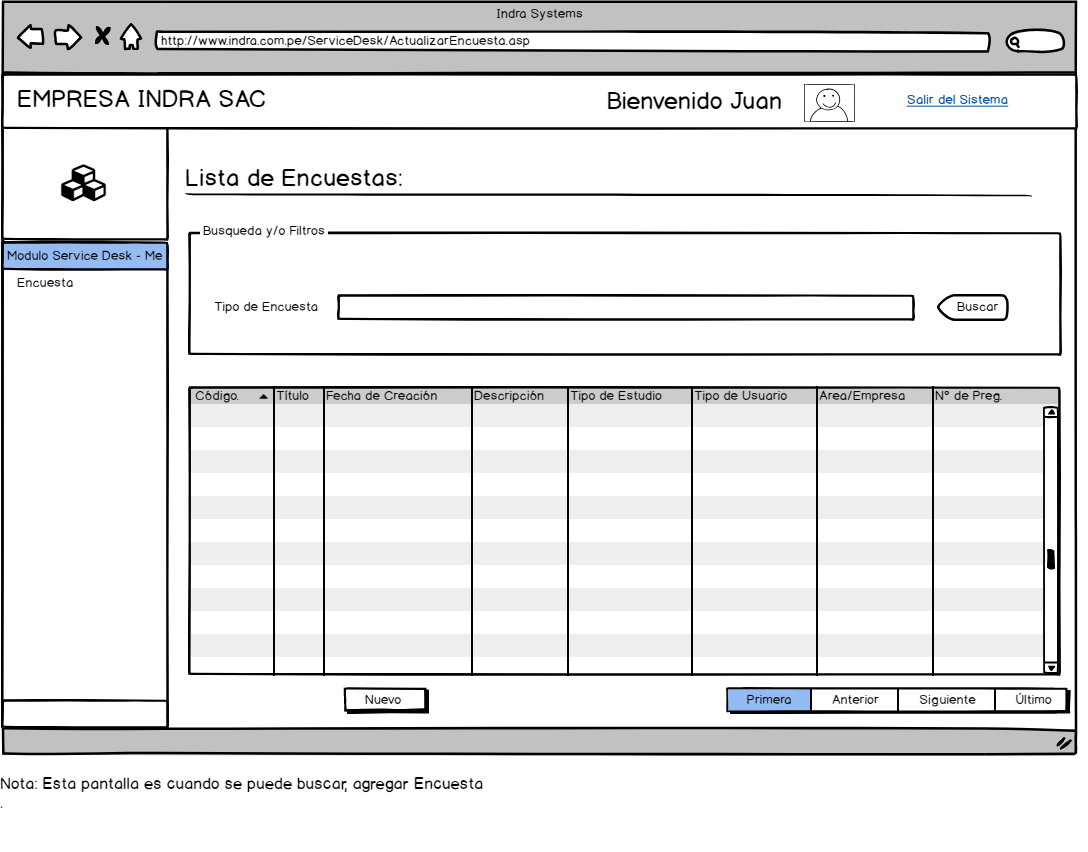 Indra Systems
http://www.indra.com.pe/ServiceDesk/ActualizarEncuesta.asp
EMPRESA INDRA SAC
Bienvenido Juan
Salir del Sistema
Lista de Encuestas:
Modulo Service Desk - Me
Encuesta
Busqueda y/o Filtros
Tipo de Encuesta
Buscar
Código. Título Fecha de Creación Descripción Tipo de Estudio Tipo de Usuario Area/Empresa N° de Preg.
Nuevo
Primera Anterior Siguiente Último
Nota: Esta pantalla es cuando se puede buscar, agregar Encuesta
.